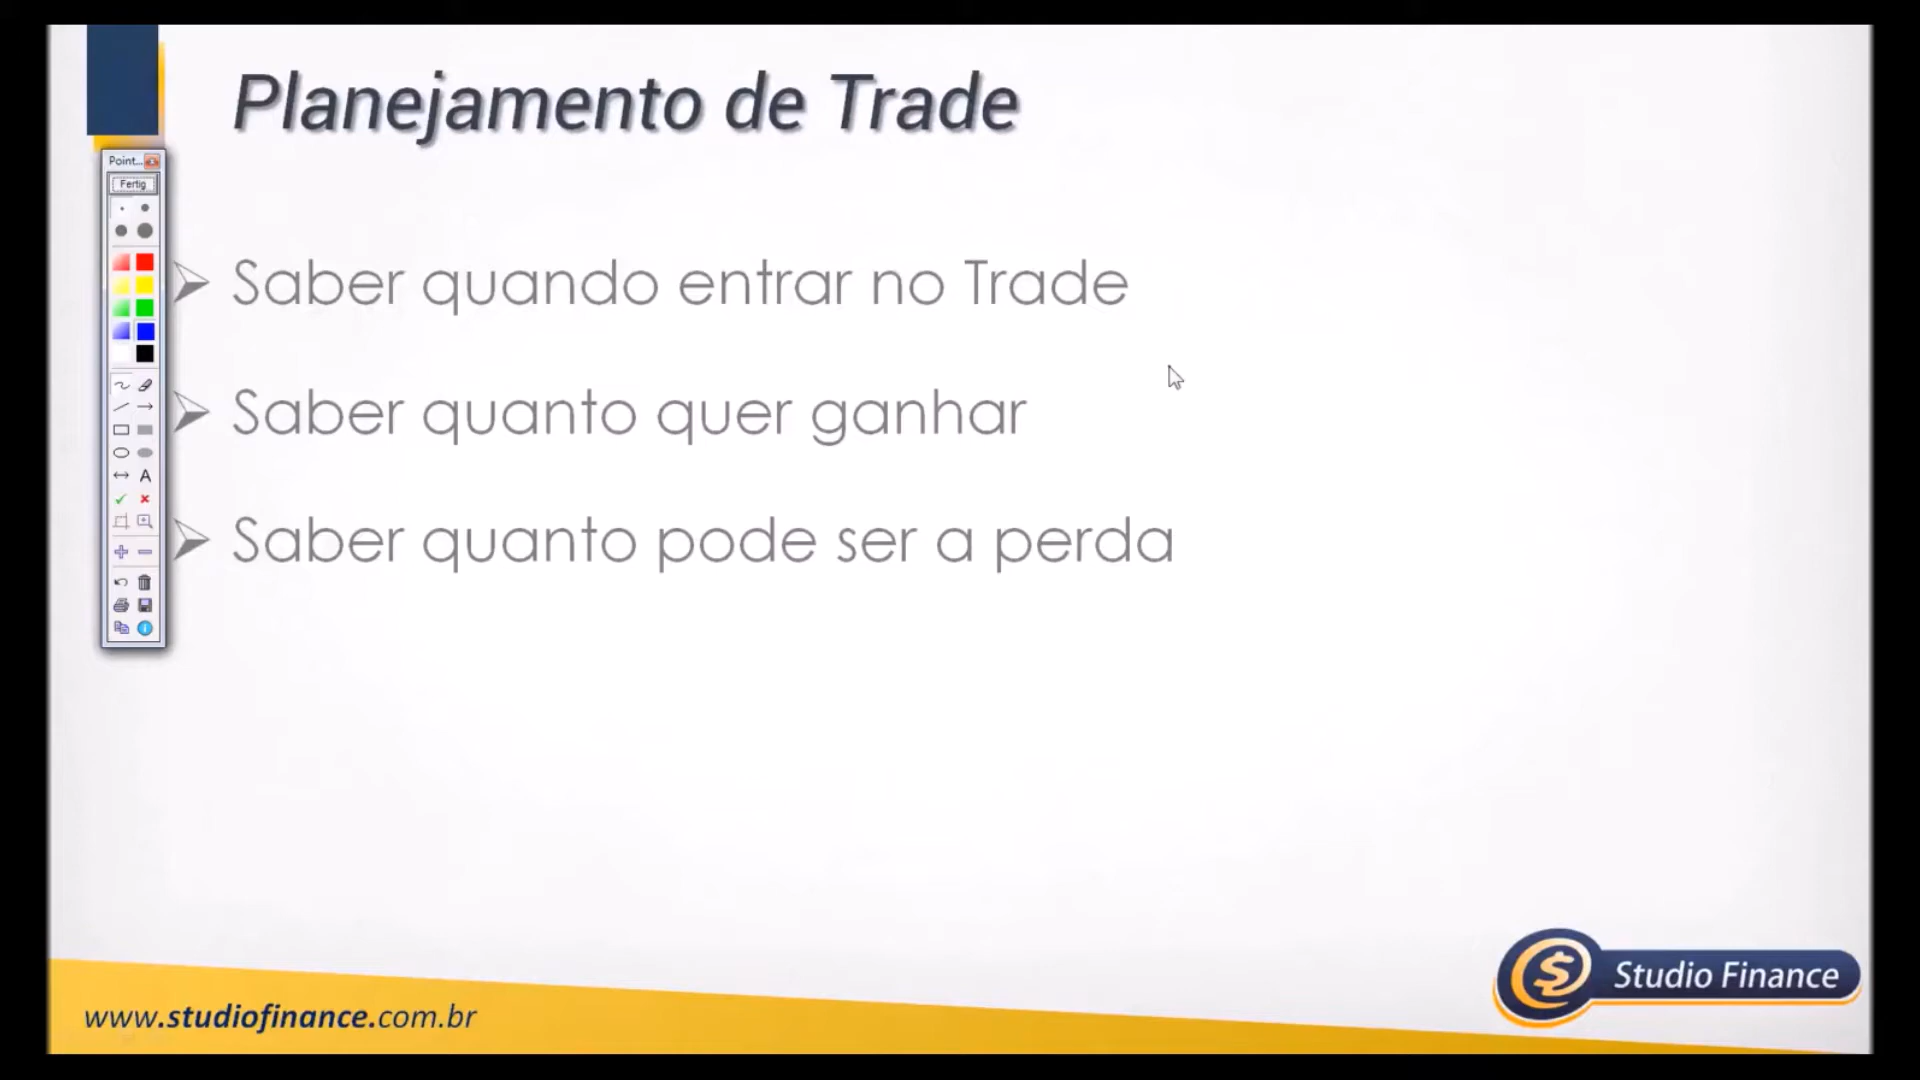 Planejamento de Trade
Point...
Fertig
Saber quando entrar no Trade
Saber quanto quer ganhar
A
Saber quanto pode ser a perda
www.studiofinance.com.br
Studio Finance